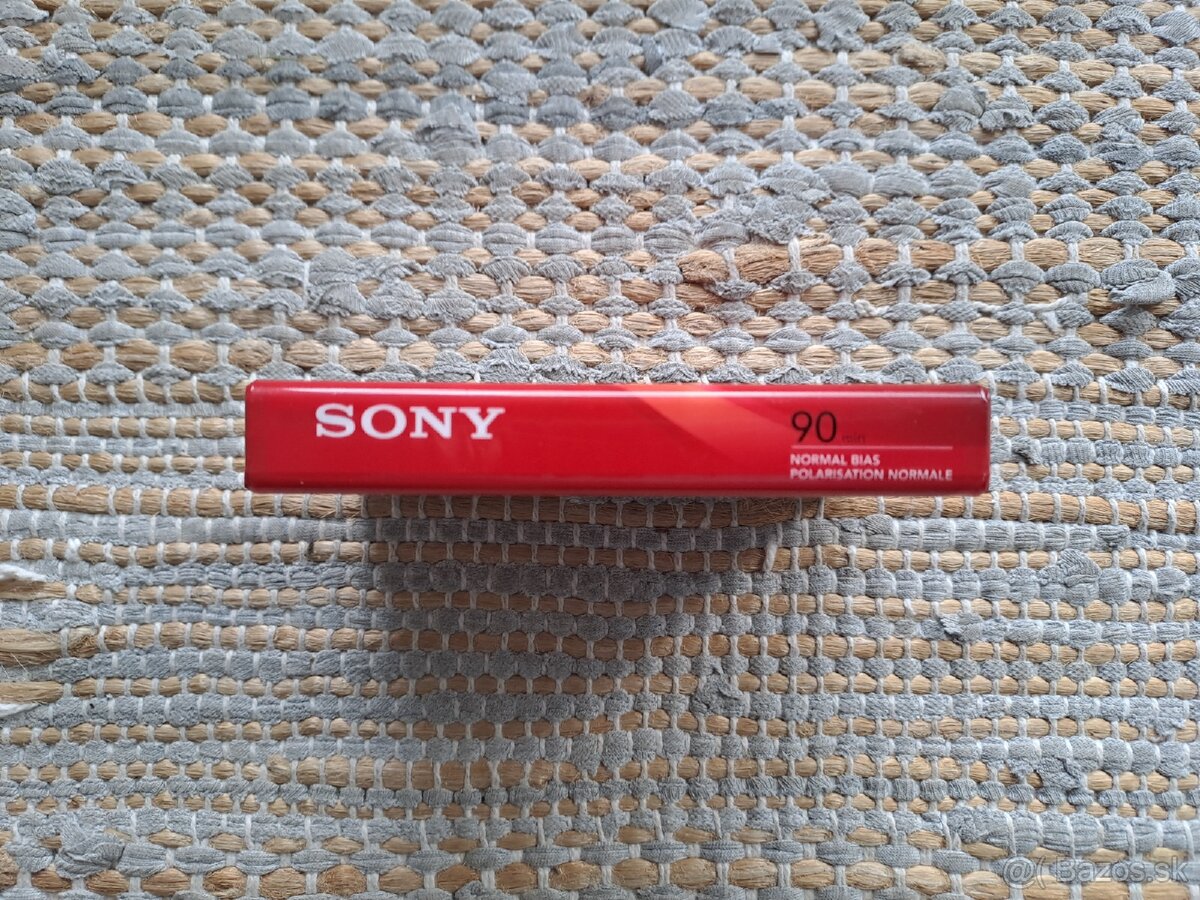 SONY
90 min
NORMAL BIAS
POLARISATION NORMALE
@( Bazos.sk